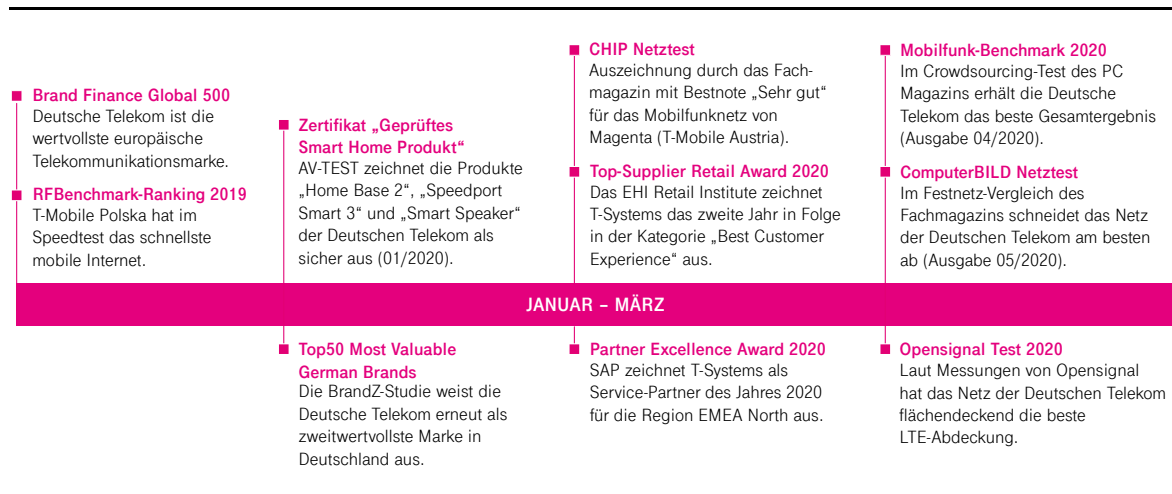 Brand Finance Global 500
Deutsche Telekom ist die
wertvollste europäische
Telekommunikationsmarke.
RFBenchmark-Ranking 2019
T-Mobile Polska hat im
Speedtest das schnellste
mobile Internet.
Zertifikat „Geprüftes
Smart Home Produkt“
AV-TEST zeichnet die Produkte
„Home Base 2“, „Speedport
Smart 3“ und „Smart Speaker“
der Deutschen Telekom als
sicher aus (01/2020).
CHIP Netztest
Auszeichnung durch das Fach-
magazin mit Bestnote „Sehr gut“
für das Mobilfunknetz von
Magenta (T-Mobile Austria).
Top-Supplier Retail Award 2020
Das EHI Retail Institute zeichnet
T-Systems das zweite Jahr in Folge
in der Kategorie „Best Customer
Experience“ aus.
Mobilfunk-Benchmark 2020
Im Crowdsourcing-Test des PC
Magazins erhält die Deutsche
Telekom das beste Gesamtergebnis
(Ausgabe 04/2020).
ComputerBILD Netztest
Im Festnetz-Vergleich des
Fachmagazins schneidet das Netz
der Deutschen Telekom am besten
ab (Ausgabe 05/2020).
JANUAR – MÄRZ
Top50 Most Valuable
German Brands
Die BrandZ-Studie weist die
Deutsche Telekom erneut als
zweitwertvollste Marke in
Deutschland aus.
Partner Excellence Award 2020
SAP zeichnet T-Systems als
Service-Partner des Jahres 2020
für die Region EMEA North aus.
Opensignal Test 2020
Laut Messungen von Opensignal
hat das Netz der Deutschen Telekom
flächendeckend die beste
LTE-Abdeckung.